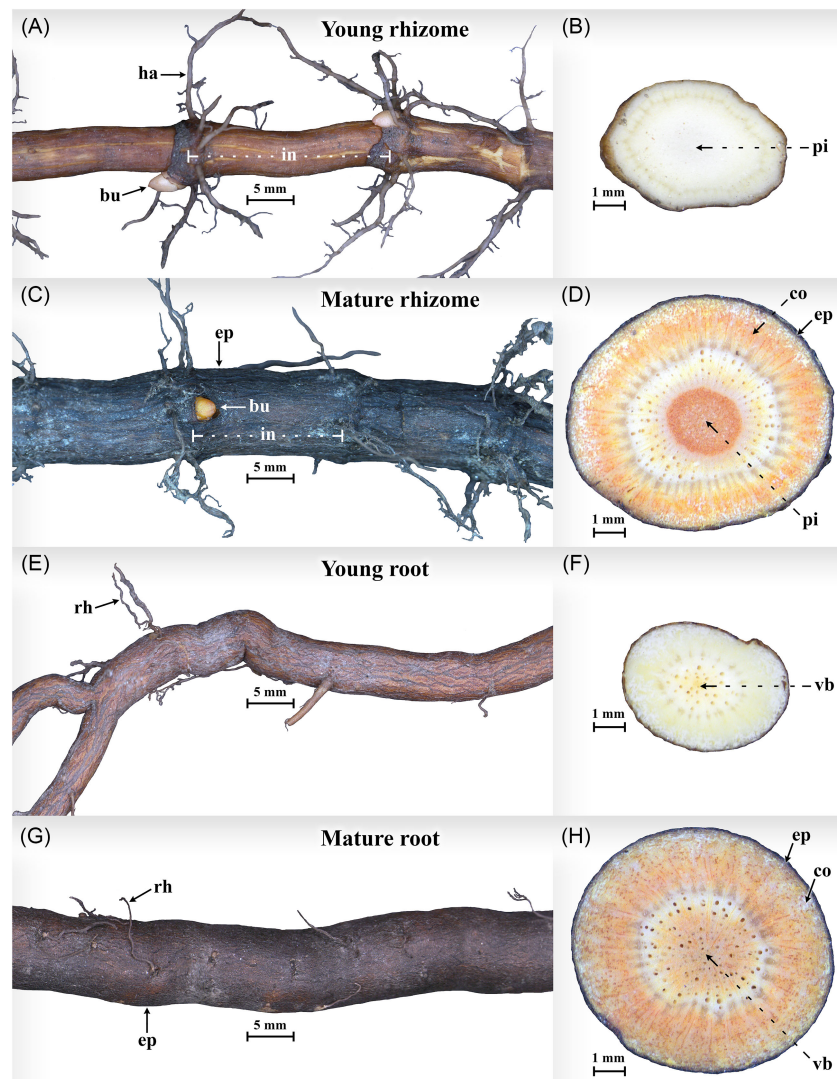 (A) Young rhizome
ha
in
bu
5 mm
(B)
pi
1 mm
(C) Mature rhizome
ep
bu
in
5 mm
(D)
co
ep
1 mm
pi
(E) Young root
rh
5 mm
(F)
vb
1 mm
(G) Mature root
rh
5 mm
ep
(H)
ep
co
1 mm
vb